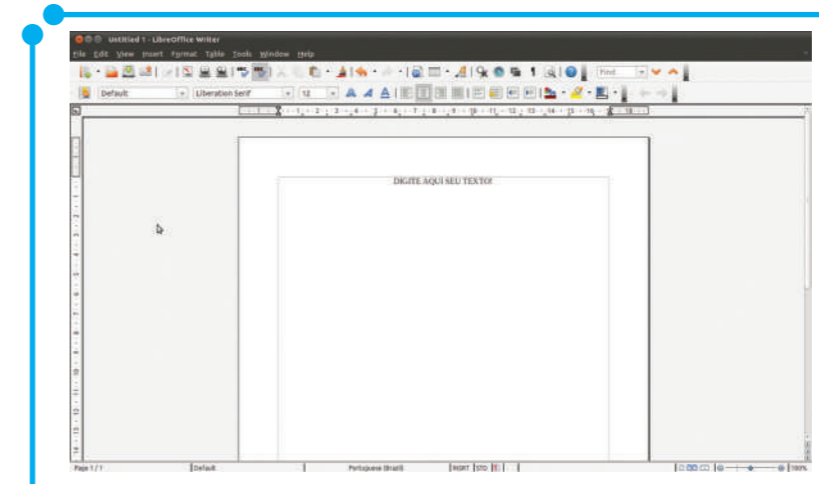 Untitled 1 - LibreOffice Writer
File Edit View Insert Format Table Tools Window Help
Find
Default Liberation Serif 12
DIGITE AQUI SEU TEXTO!
Page 1 / 1 Default Portuguese (Brazil) INSRT STD 100%